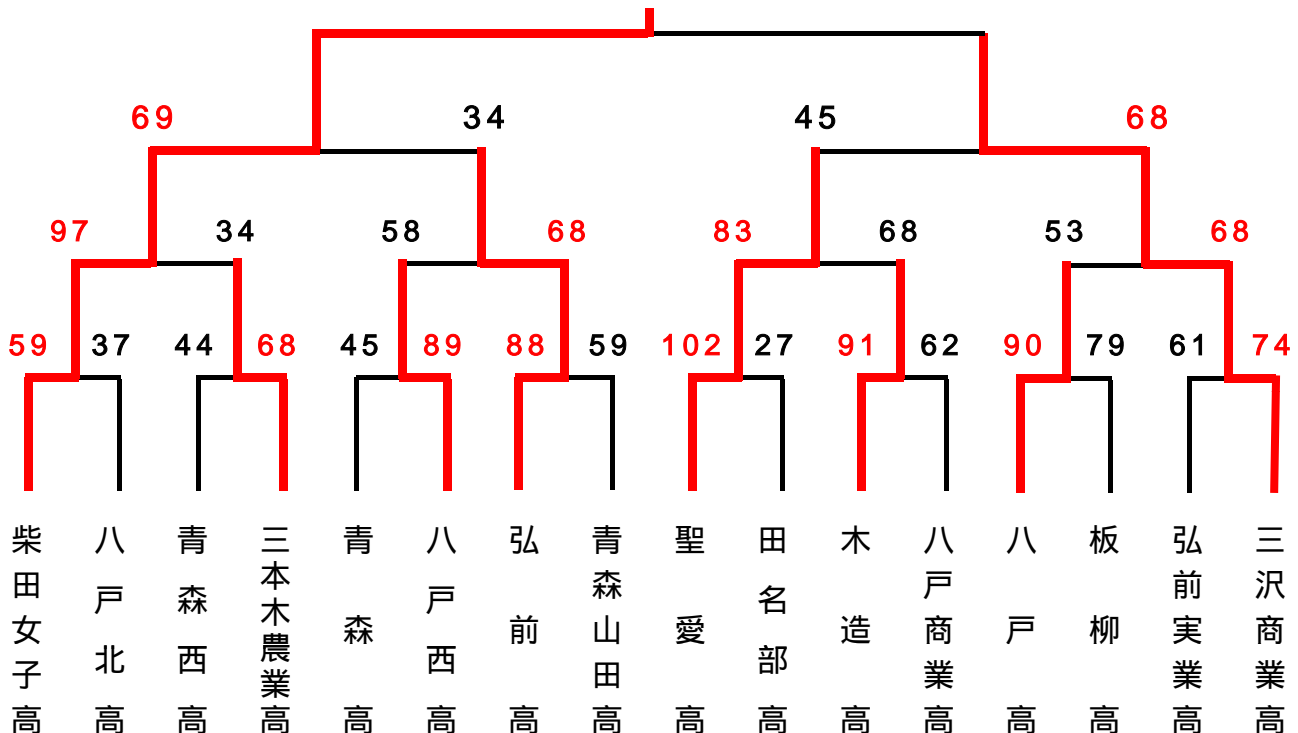 69 34 45 68
97 34 58 68 83 68 53 68
59 37 44 68 45 89 88 59 102 27 91 62 90 79 61 74
柴田女子高
八戸北高
青森西高
三本木農業高
青森高
八戸西高
弘前高
青森山田高
聖愛高
田名部高
木造高
八戸商業高
八戸高
板柳高
弘前実業高
三沢商業高